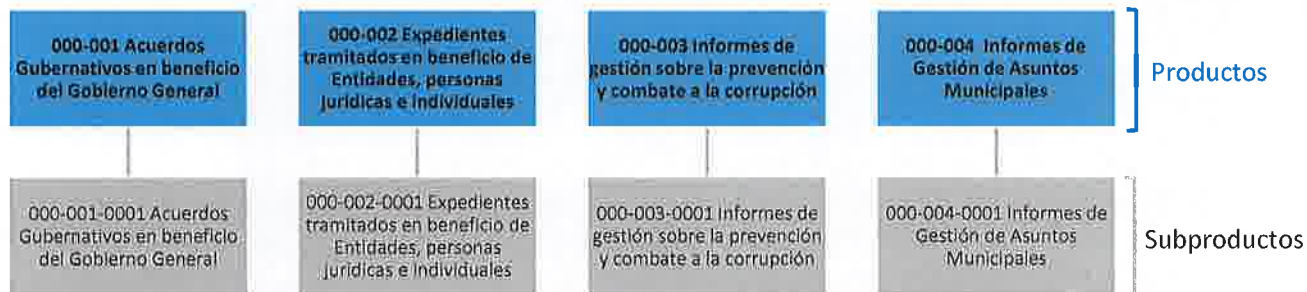 000-001 Acuerdos
Gubernativos en beneficio
del Gobierno General
000-002 Expedientes
tramitados en beneficio de
Entidades, personas
jurídicas e individuales
000-003 Informes de
gestión sobre la prevención
y combate a la corrupción
000-004 Informes de
Gestión de Asuntos
Municipales
Productos
000-001-0001 Acuerdos
Gubernativos en beneficio
del Gobierno General
000-002-0001 Expedientes
tramitados en beneficio de
Entidades, personas
jurídicas e individuales
000-003-0001 Informes de
gestión sobre la prevención
y combate a la corrupción
000-004-0001 Informes de
Gestión de Asuntos
Municipales
Subproductos